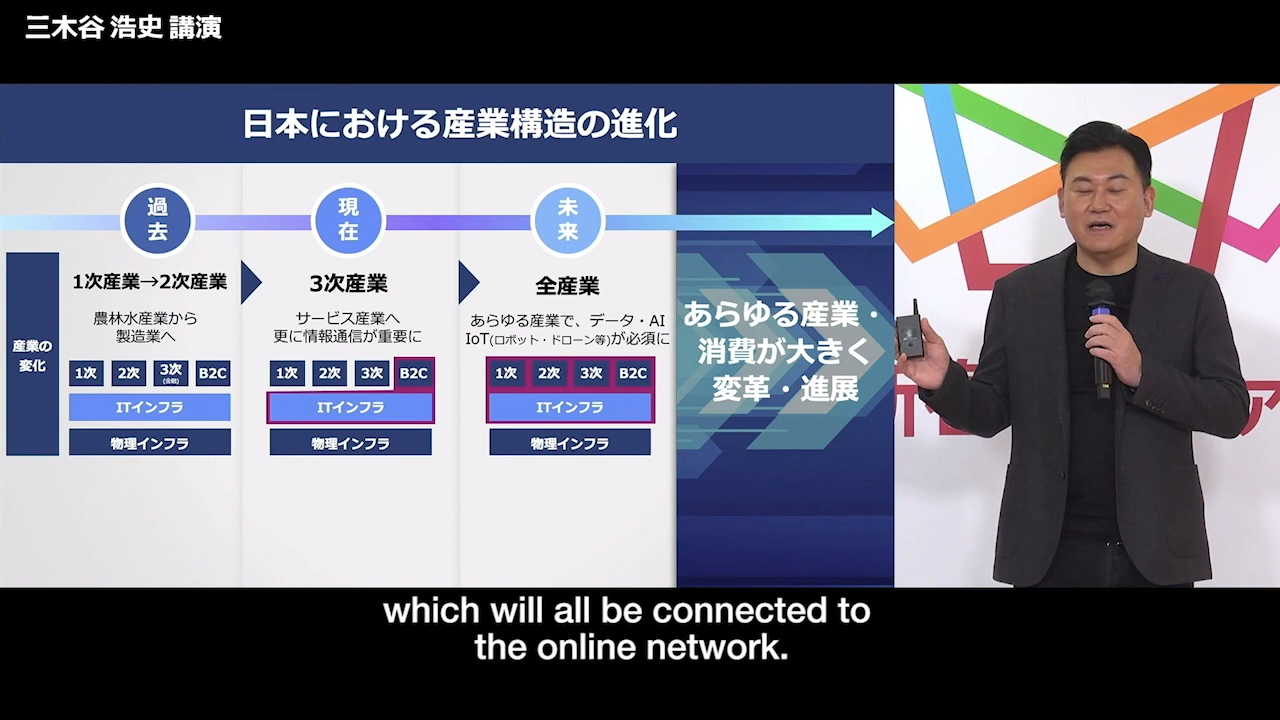 三木谷 浩史 講演
日本における産業構造の進化
過
去
現
在
未
来
産業の
変化
1次産業→2次産業
農林水産業から
製造業へ
1次
2次
3次
(金融)
B2C
ITインフラ
物理インフラ
3次産業
サービス産業へ
更に情報通信が重要に
1次
2次
3次
B2C
ITインフラ
物理インフラ
全産業
あらゆる産業で、データ・AI
IoT(ロボット・ドローン等)が必須に
1次
2次
3次
B2C
ITインフラ
物理インフラ
あらゆる産業・
消費が大きく
変革・進展
which will all be connected to
the online network.